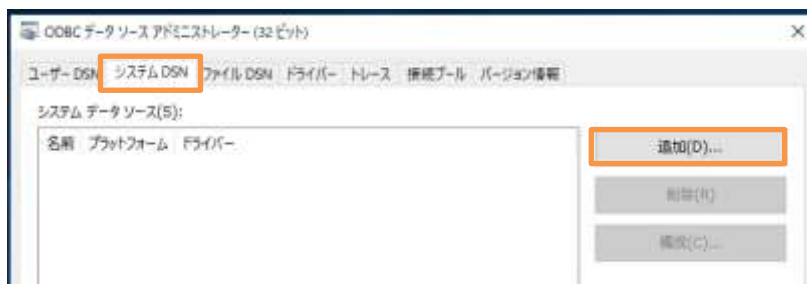 ODBC データ ソース アドミニストレーター (32 ビット)
ユーザー DSN システム DSN ファイル DSN ドライバー トレース 接続プール バージョン情報
システム データ ソース(S):
名前 プラットフォーム ドライバー
追加(D)...
削除(R)
構成(C)...